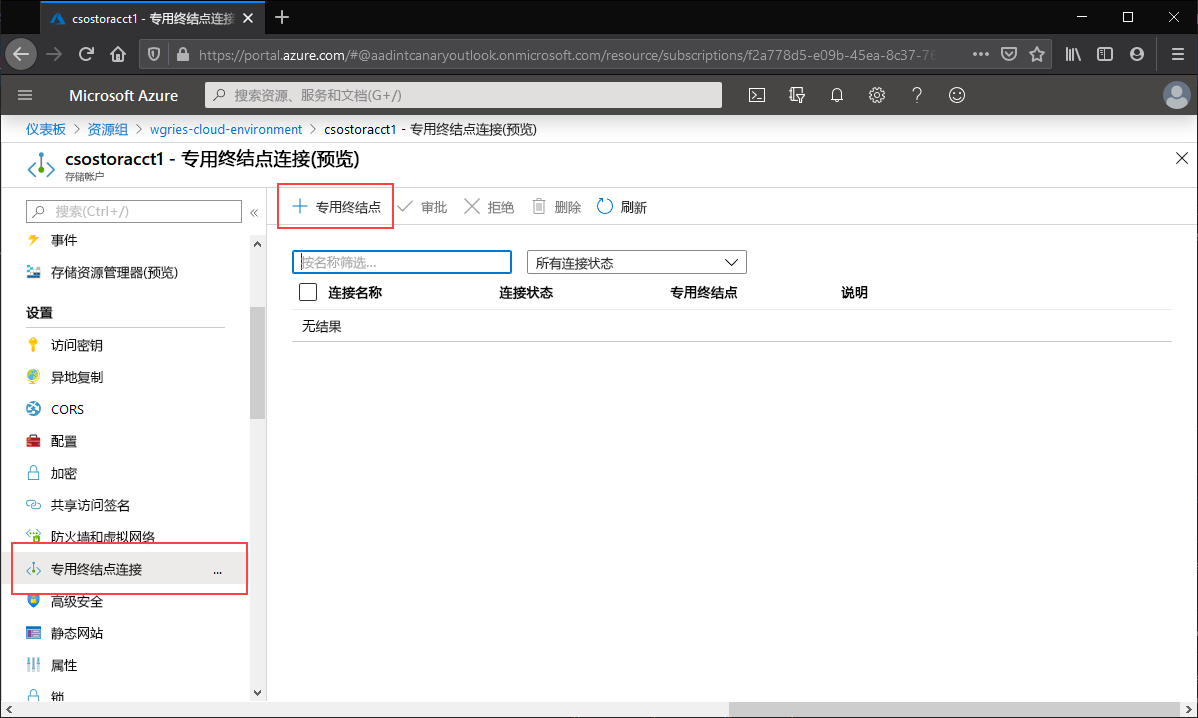 csostoracct1 - 专用终结点连接
https://portal.azure.com/#@aadintcanaryoutlook.onmicrosoft.com/resource/subscriptions/f2a778d5-e09b-45ea-8c37-76
Microsoft Azure
搜索资源、服务和文档(G+/)
仪表板 > 资源组 > wgries-cloud-environment > csostoracct1 - 专用终结点连接(预览)
csostoracct1 - 专用终结点连接(预览)
存储帐户
搜索(Ctrl+/)
«
事件
存储资源管理器(预览)
设置
访问密钥
异地复制
CORS
配置
加密
共享访问签名
防火墙和虚拟网络
专用终结点连接 ...
高级安全
静态网站
属性
锁
专用终结点 审批 拒绝 删除 刷新
按名称筛选... 所有连接状态
连接名称 连接状态 专用终结点 说明
无结果